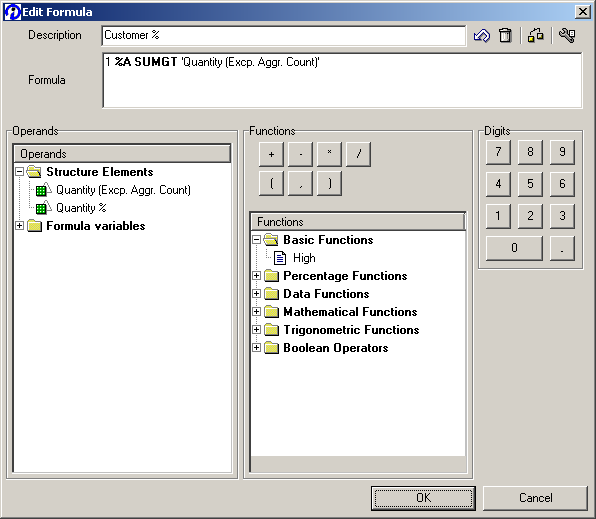 Edit Formula
Description
Customer %
Formula
1 %A SUMGT 'Quantity (Excp. Aggr. Count)'
Operands
Operands
Structure Elements
Quantity (Excp. Aggr. Count)
Quantity %
Formula variables
Functions
+ - * /
( , )
Functions
Basic Functions
High
Percentage Functions
Data Functions
Mathematical Functions
Trigonometric Functions
Boolean Operators
Digits
7 8 9
4 5 6
1 2 3
0 .
OK
Cancel